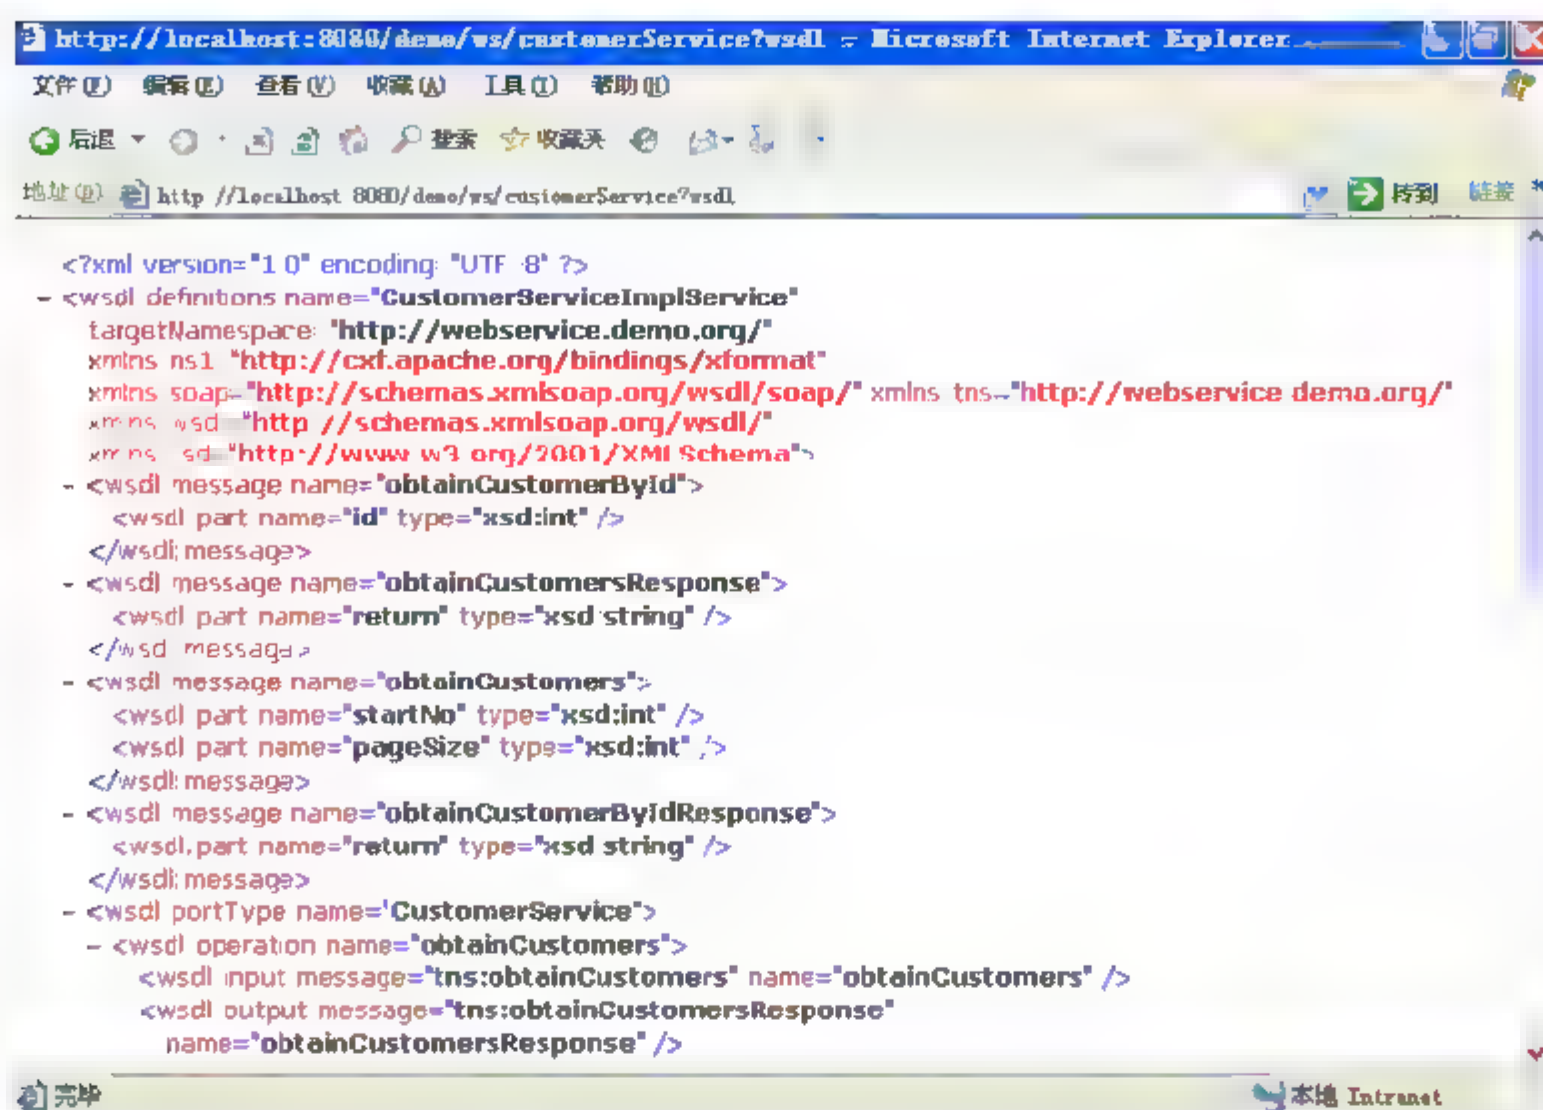 http://localhost:8080/demo/ws/customerService?wsdl - Microsoft Internet Explorer
文件(F) 编辑(E) 查看(V) 收藏(A) 工具(T) 帮助(H)
后退 搜索 收藏夹
地址(D) http //localhost 8080/demo/ws/customerService?wsdl 转到 链接
<?xml version="1 0" encoding "UTF-8" ?>
- <wsdl definitions name="CustomerServiceImplService"
targetNamespace "http://webservice.demo.org/"
xmlns ns1 "http://cxf.apache.org/bindings/xformat"
xmlns soap="http://schemas.xmlsoap.org/wsdl/soap/" xmlns tns="http://webservice demo.org/"
xmlns wsd "http //schemas.xmlsoap.org/wsdl/"
xmlns sd="http://www w3 org/2001/XMLSchema">
- <wsdl message name="obtainCustomerById">
<wsdl part name="id" type="xsd:int" />
</wsdl:message>
- <wsdl message name="obtainCustomersResponse">
<wsdl part name="return" type="xsd string" />
</wsd message>
- <wsdl message name="obtainCustomers">
<wsdl part name="startNo" type="xsd:int" />
<wsdl part name="pageSize" type="xsd:int" />
</wsdl:message>
- <wsdl message name="obtainCustomerByIdResponse">
<wsdl.part name="return" type="xsd string" />
</wsdl:message>
- <wsdl portType name="CustomerService">
- <wsdl operation name="obtainCustomers">
<wsdl input message="tns:obtainCustomers" name="obtainCustomers" />
<wsdl output message="tns:obtainCustomersResponse"
name="obtainCustomersResponse" />
完毕 本地 Intranet